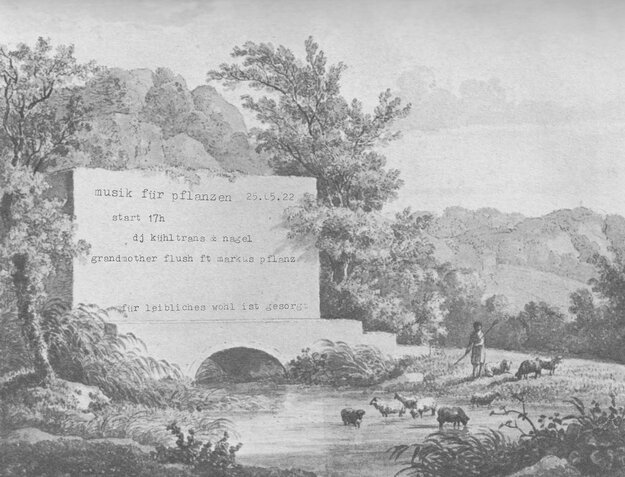 musik für pflanzen 25.05.22
start 17h
dj kühltrans & nagel
grandmother flush ft markus pflanz
für leibliches wohl ist gesorgt